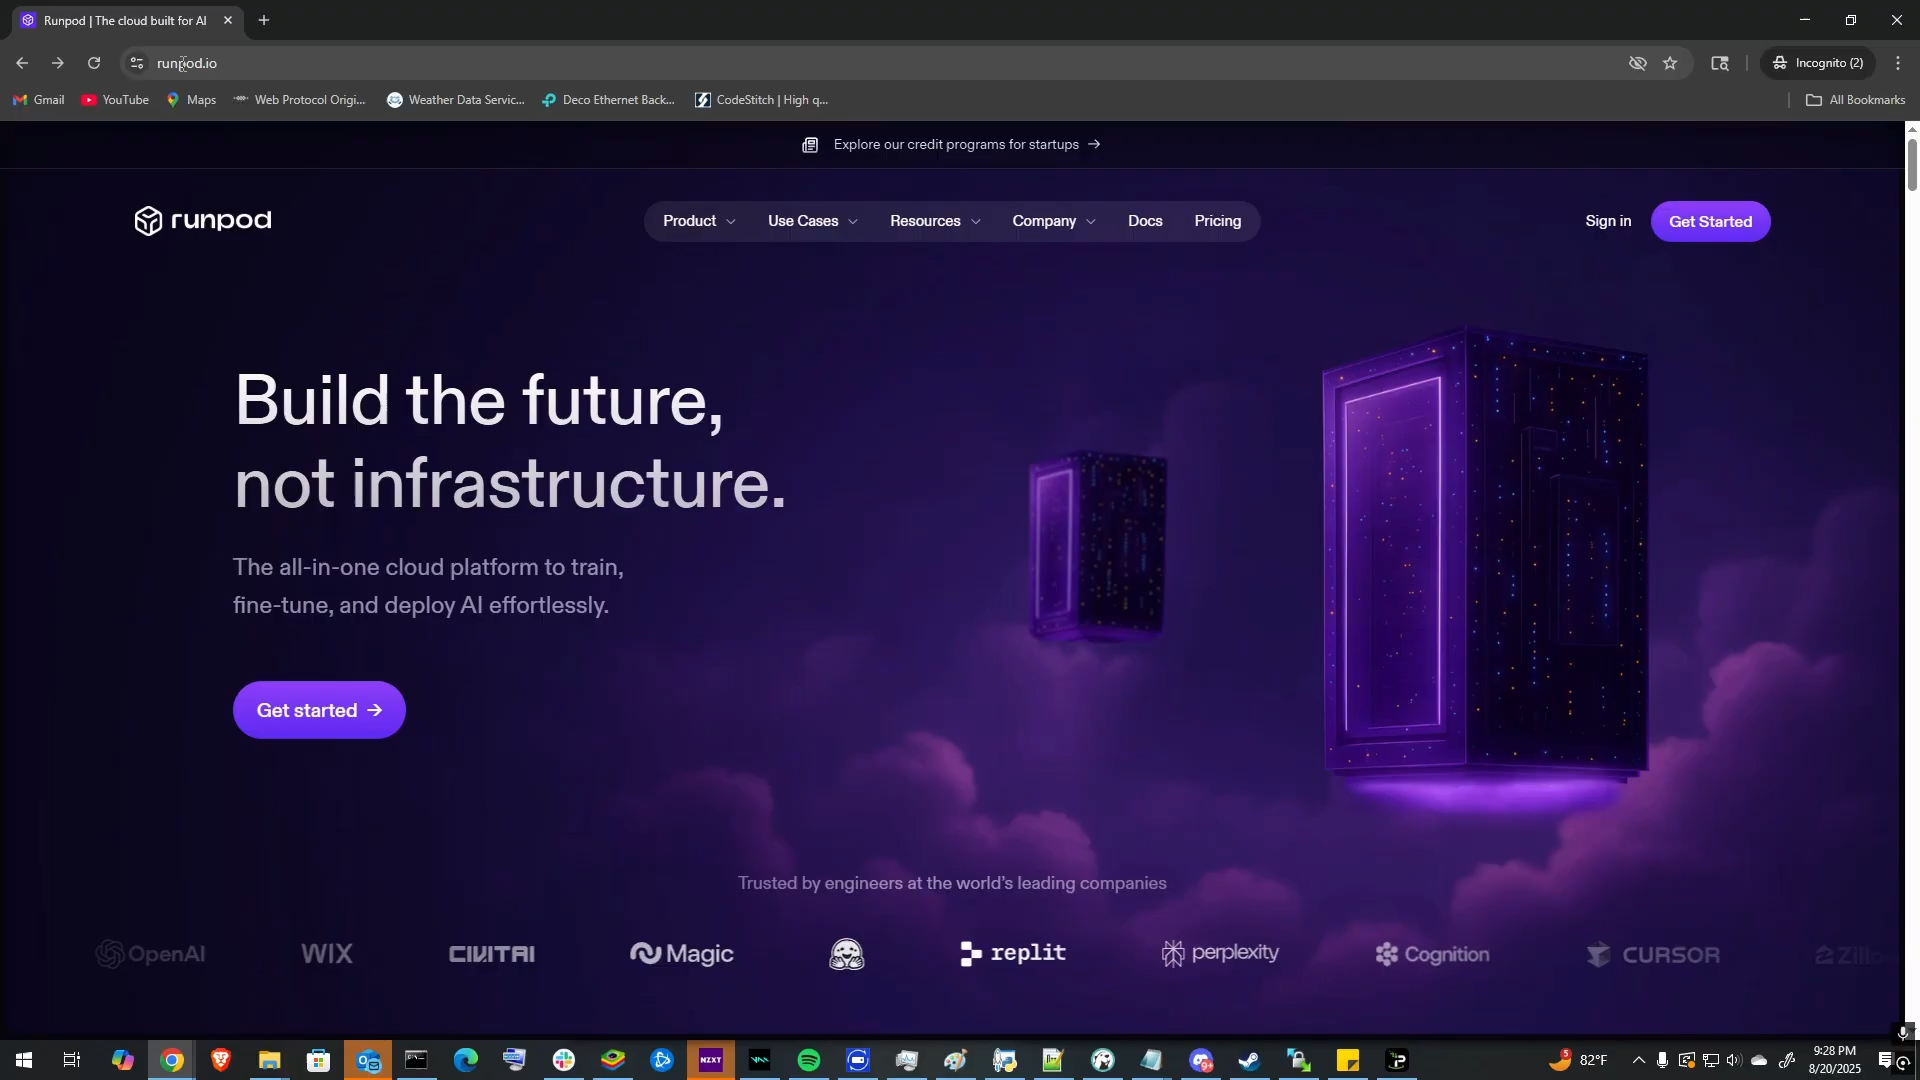 Runpod | The cloud built for AI
runpod.io
Incognito (2)
Gmail
YouTube
Maps
Web Protocol Origi...
Weather Data Servic...
Deco Ethernet Back...
CodeStitch | High q...
All Bookmarks
Explore our credit programs for startups →
runpod
Product
Use Cases
Resources
Company
Docs
Pricing
Sign in
Get Started
Build the future,
not infrastructure.
The all-in-one cloud platform to train,
fine-tune, and deploy AI effortlessly.
Get started →
Trusted by engineers at the world's leading companies
OpenAI
WIX
CIVITAI
Magic
replit
perplexity
Cognition
CURSOR
NZXT
5
82°F
9:28 PM
8/20/2025